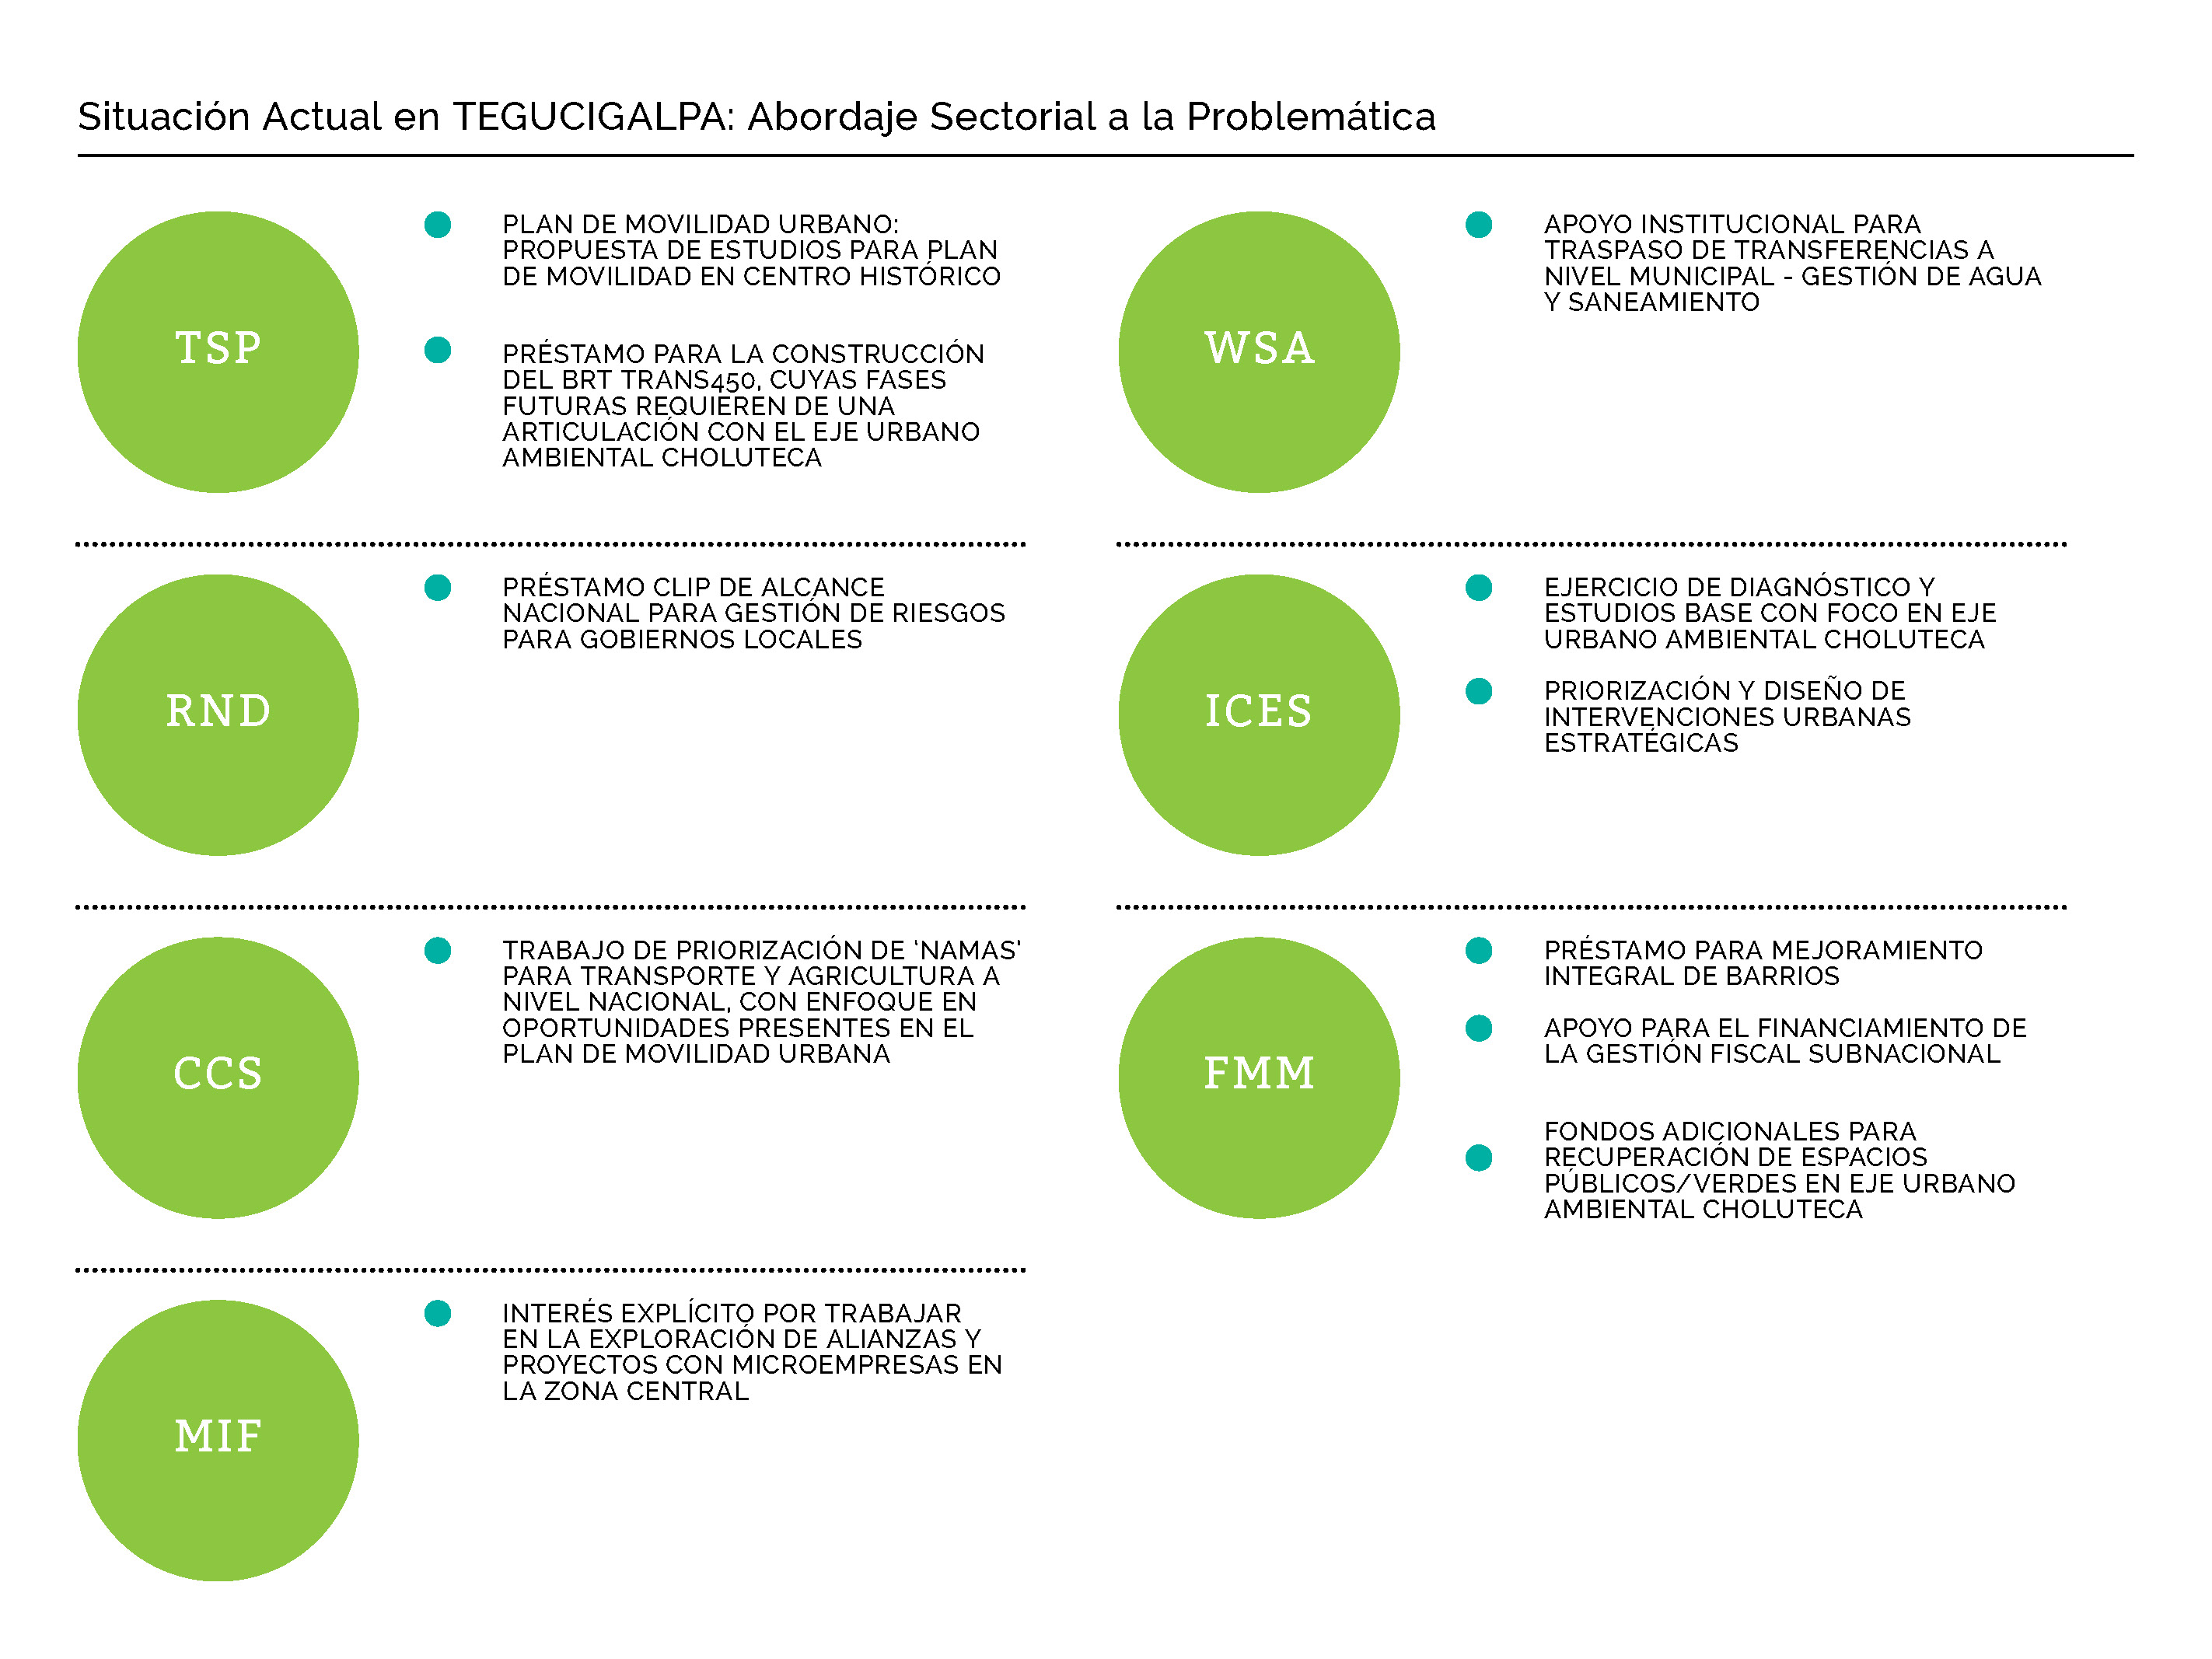 Situación Actual en TEGUCIGALPA: Abordaje Sectorial a la Problemática
TSP
PLAN DE MOVILIDAD URBANO:
PROPUESTA DE ESTUDIOS PARA PLAN
DE MOVILIDAD EN CENTRO HISTÓRICO
PRÉSTAMO PARA LA CONSTRUCCIÓN
DEL BRT TRANS450, CUYAS FASES
FUTURAS REQUIEREN DE UNA
ARTICULACIÓN CON EL EJE URBANO
AMBIENTAL CHOLUTECA
RND
PRÉSTAMO CLIP DE ALCANCE
NACIONAL PARA GESTIÓN DE RIESGOS
PARA GOBIERNOS LOCALES
CCS
TRABAJO DE PRIORIZACIÓN DE ‘NAMAS’
PARA TRANSPORTE Y AGRICULTURA A
NIVEL NACIONAL, CON ENFOQUE EN
OPORTUNIDADES PRESENTES EN EL
PLAN DE MOVILIDAD URBANA
MIF
INTERÉS EXPLÍCITO POR TRABAJAR
EN LA EXPLORACIÓN DE ALIANZAS Y
PROYECTOS CON MICROEMPRESAS EN
LA ZONA CENTRAL
WSA
APOYO INSTITUCIONAL PARA
TRASPASO DE TRANSFERENCIAS A
NIVEL MUNICIPAL - GESTIÓN DE AGUA
Y SANEAMIENTO
ICES
EJERCICIO DE DIAGNÓSTICO Y
ESTUDIOS BASE CON FOCO EN EJE
URBANO AMBIENTAL CHOLUTECA
PRIORIZACIÓN Y DISEÑO DE
INTERVENCIONES URBANAS
ESTRATÉGICAS
FMM
PRÉSTAMO PARA MEJORAMIENTO
INTEGRAL DE BARRIOS
APOYO PARA EL FINANCIAMIENTO DE
LA GESTIÓN FISCAL SUBNACIONAL
FONDOS ADICIONALES PARA
RECUPERACIÓN DE ESPACIOS
PÚBLICOS/VERDES EN EJE URBANO
AMBIENTAL CHOLUTECA